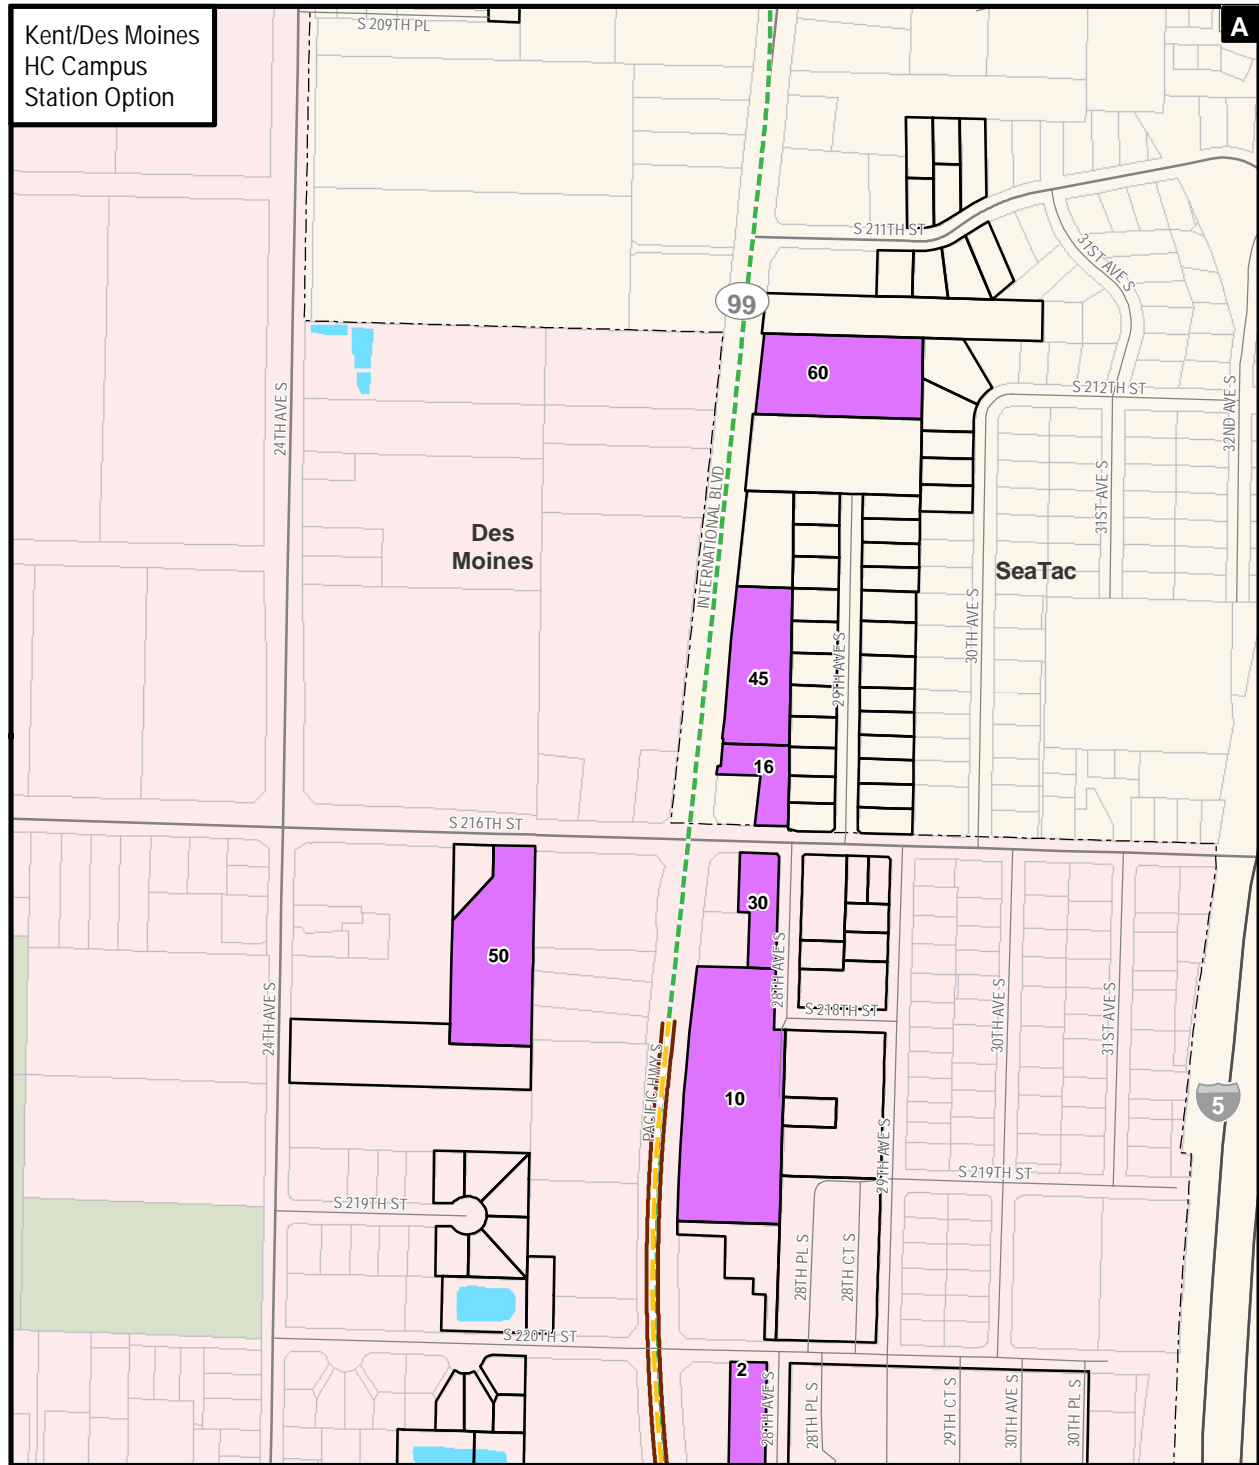 Kent/Des Moines
HC Campus
Station Option
A
S 209TH PL
S 211TH ST
31ST AVE S
99
60
S 212TH ST
24TH AVE S
32ND AVE S
INTERNATIONAL BLVD
31ST AVE S
Des
Moines
SeaTac
30TH AVE S
29TH AVE S
45
16
S 216TH ST
30
50
28TH AVE S
S 218TH ST
24TH AVE S
30TH AVE S
31ST AVE S
PACIFIC HWY S
10
5
29TH AVE S
S 219TH ST
S 219TH ST
28TH PL S
28TH CT S
S 220TH ST
2
28TH AVE S
28TH PL S
29TH CT S
30TH AVE S
30TH PL S